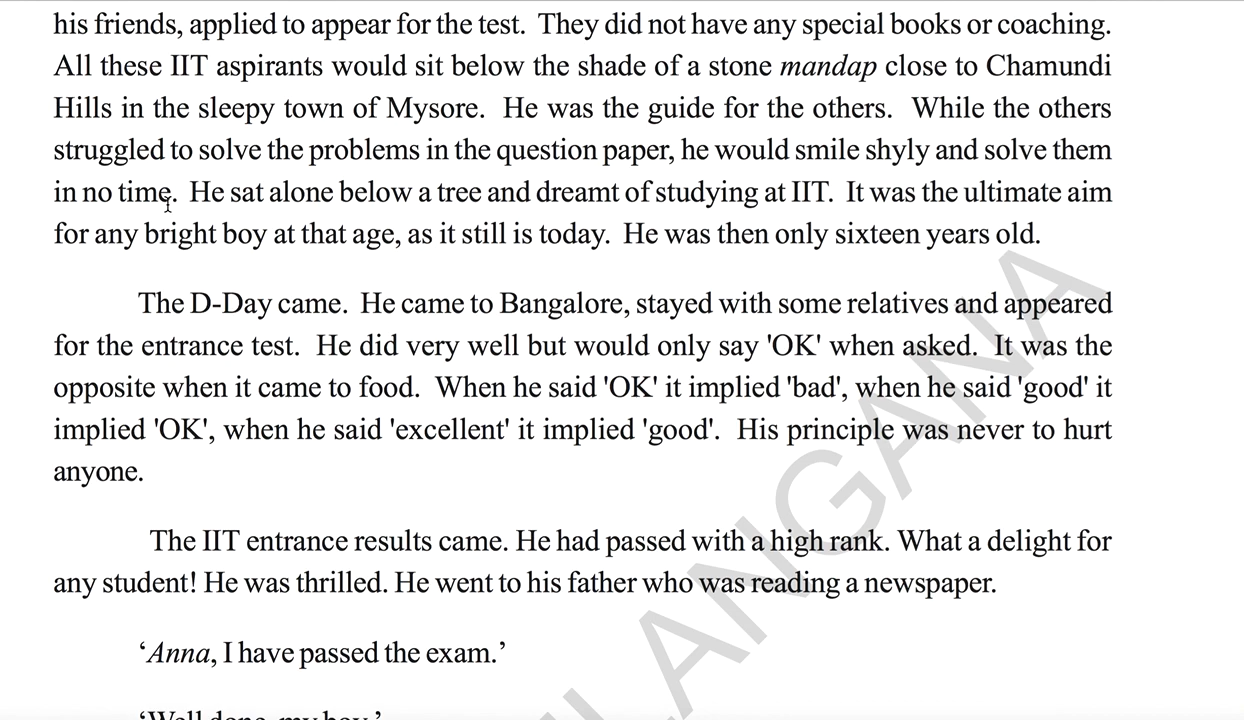 his friends, applied to appear for the test. They did not have any special books or coaching.
All these IIT aspirants would sit below the shade of a stone mandap close to Chamundi
Hills in the sleepy town of Mysore. He was the guide for the others. While the others
struggled to solve the problems in the question paper, he would smile shyly and solve them
in no time. He sat alone below a tree and dreamt of studying at IIT. It was the ultimate aim
for any bright boy at that age, as it still is today. He was then only sixteen years old.
The D-Day came. He came to Bangalore, stayed with some relatives and appeared
for the entrance test. He did very well but would only say 'OK' when asked. It was the
opposite when it came to food. When he said 'OK' it implied 'bad', when he said 'good' it
implied 'OK', when he said 'excellent' it implied 'good'. His principle was never to hurt
anyone.
The IIT entrance results came. He had passed with a high rank. What a delight for
any student! He was thrilled. He went to his father who was reading a newspaper.
‘Anna, I have passed the exam.’
‘Well done, my boy.’
LANGANA